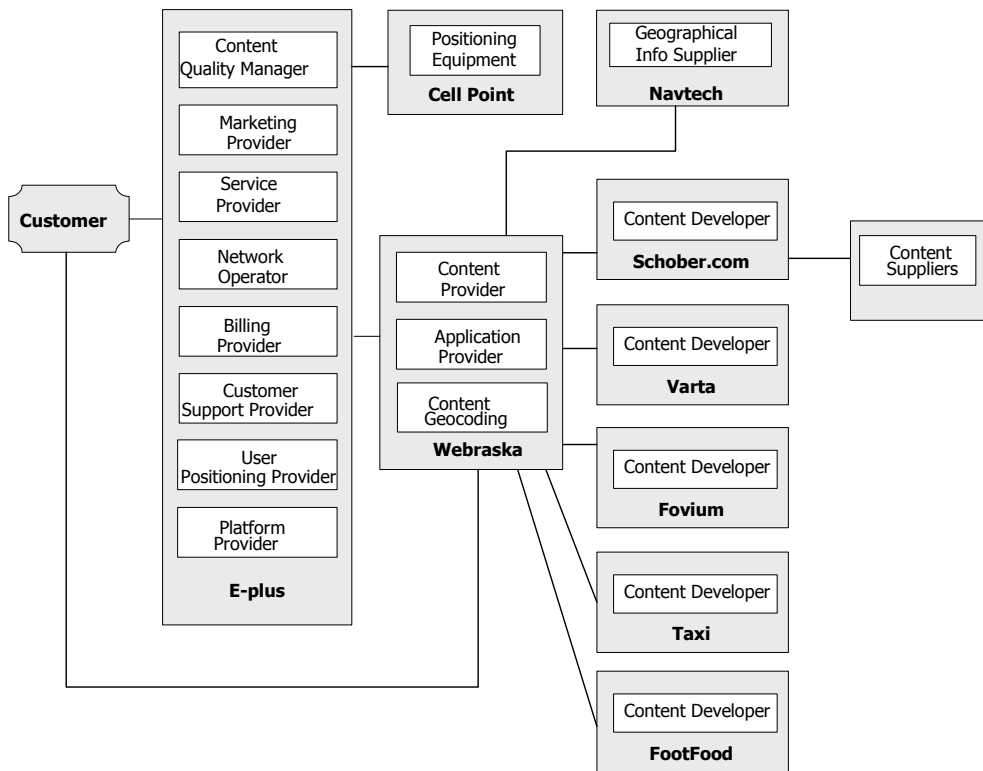 Customer
Content
Quality Manager
Marketing
Provider
Service
Provider
Network
Operator
Billing
Provider
Customer
Support Provider
User
Positioning Provider
Platform
Provider
E-plus
Positioning
Equipment
Cell Point
Geographical
Info Supplier
Navtech
Content
Provider
Application
Provider
Content
Geocoding
Webraska
Content Developer
Schober.com
Content
Suppliers
Content Developer
Varta
Content Developer
Fovium
Content Developer
Taxi
Content Developer
FootFood